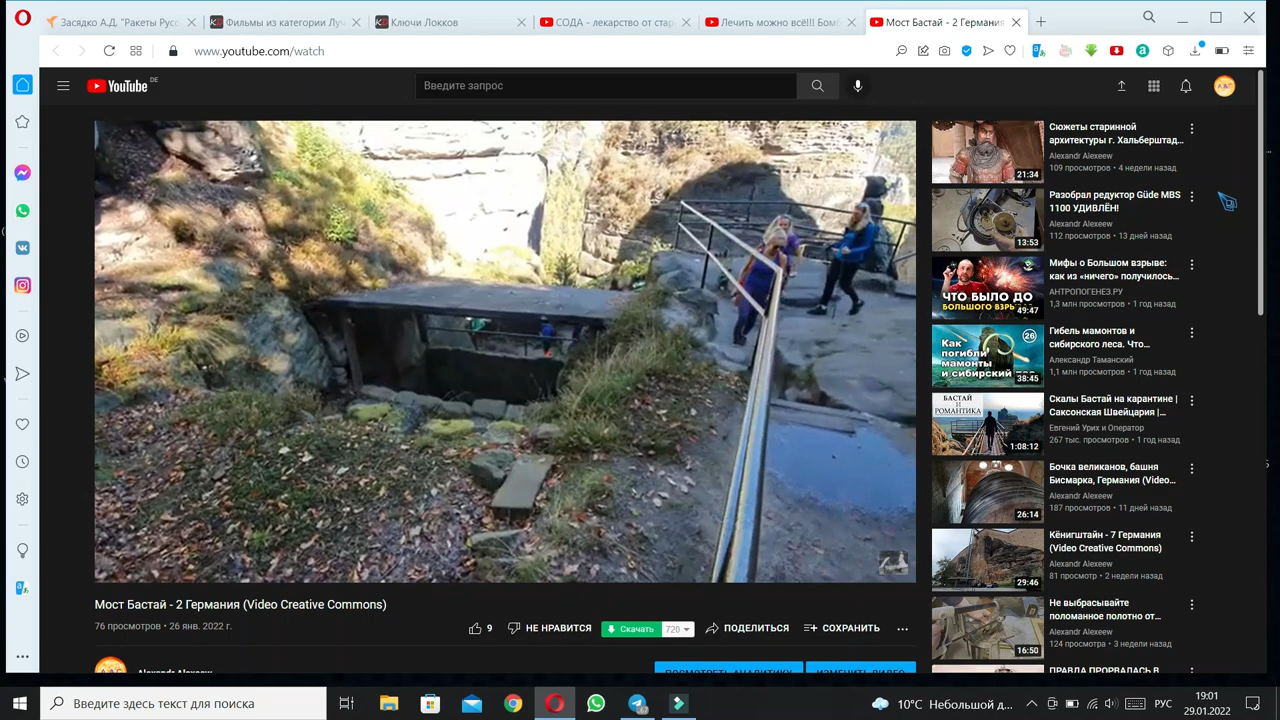 Засядко А.Д. "Ракеты Русс
Фильмы из категории Луч
Ключи Локков
СОДА - лекарство от стар
Лечить можно всё!!! Бомб
Мост Бастай - 2 Германия
www.youtube.com/watch
YouTube DE
Введите запрос
Сюжеты старинной
архитектуры г. Хальберштад...
Alexandr Alexeew
109 просмотров • 4 недели назад
21:34
Разобрал редуктор Güde MBS
1100 УДИВЛЁН!
Alexandr Alexeew
112 просмотров • 13 дней назад
13:53
Мифы о Большом взрыве:
как из «ничего» получилось...
АНТРОПОГЕНЕЗ.РУ
1,3 млн просмотров • 1 год назад
ЧТО БЫЛО ДО
БОЛЬШОГО ВЗРЫ
49:47
Гибель мамонтов и
сибирского леса. Что...
Александр Таманский
1,1 млн просмотров • 1 год назад
26
Как
погибли
мамонты
и сибирский
38:45
Скалы Бастай на карантине |
Саксонская Швейцария |...
Евгений Урих и Оператор
267 тыс. просмотров • 1 год назад
БАСТАЙ
И
РОМАНТИКА
1:08:12
Бочка великанов, башня
Бисмарка, Германия (Video...
Alexandr Alexeew
187 просмотров • 11 дней назад
26:14
Кёнигштайн - 7 Германия
(Video Creative Commons)
Alexandr Alexeew
81 просмотр • 2 недели назад
29:46
Не выбрасывайте
поломанное полотно от...
Alexandr Alexeew
124 просмотра • 3 недели назад
16:50
ПРАВДА ПРОРВАЛАСЬ В
Мост Бастай - 2 Германия (Video Creative Commons)
76 просмотров • 26 янв. 2022 г.
9
НЕ НРАВИТСЯ
Скачать
720
ПОДЕЛИТЬСЯ
СОХРАНИТЬ
Alexandr Alexeew
ПОСМОТРЕТЬ АНАЛИТИКУ
ИЗМЕНИТЬ ВИДЕО
Введите здесь текст для поиска
10°C Небольшой д...
РУС
19:01
29.01.2022